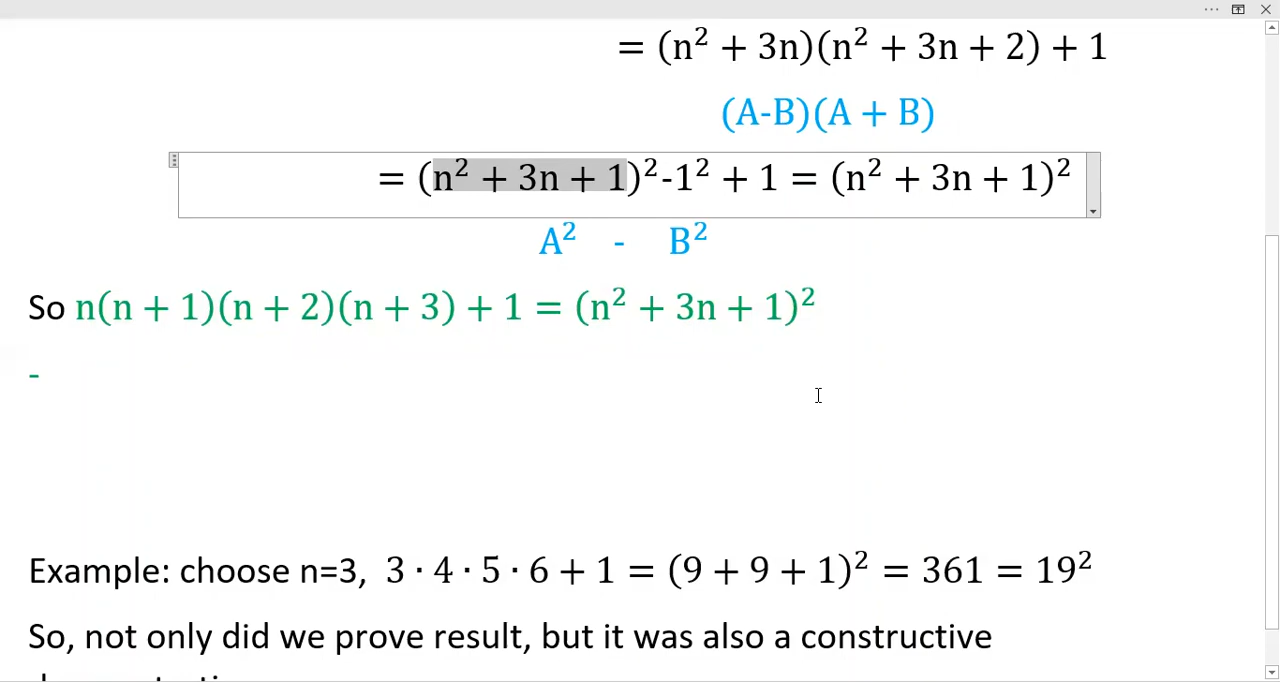 = (n² + 3n)(n² + 3n + 2) + 1
(A-B)(A + B)
= (n² + 3n + 1)²-1² + 1 = (n² + 3n + 1)²
A² - B²
So n(n + 1)(n + 2)(n + 3) + 1 = (n² + 3n + 1)²
-
Example: choose n=3, 3 · 4 · 5 · 6 + 1 = (9 + 9 + 1)² = 361 = 19²
So, not only did we prove result, but it was also a constructive